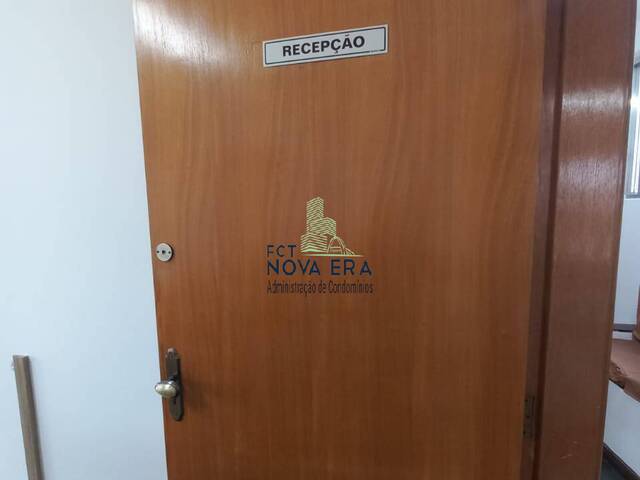 RECEPÇÃO
FCT
NOVA ERA
Administração de Condomínios